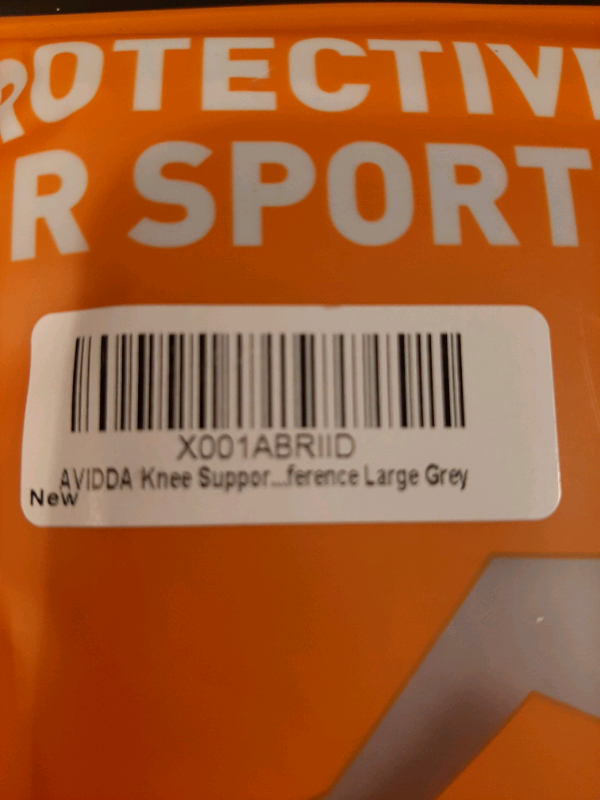 ROTECTIVE
R SPORT
X001ABRIID
AVIDDA Knee Suppor...ference Large Grey
New